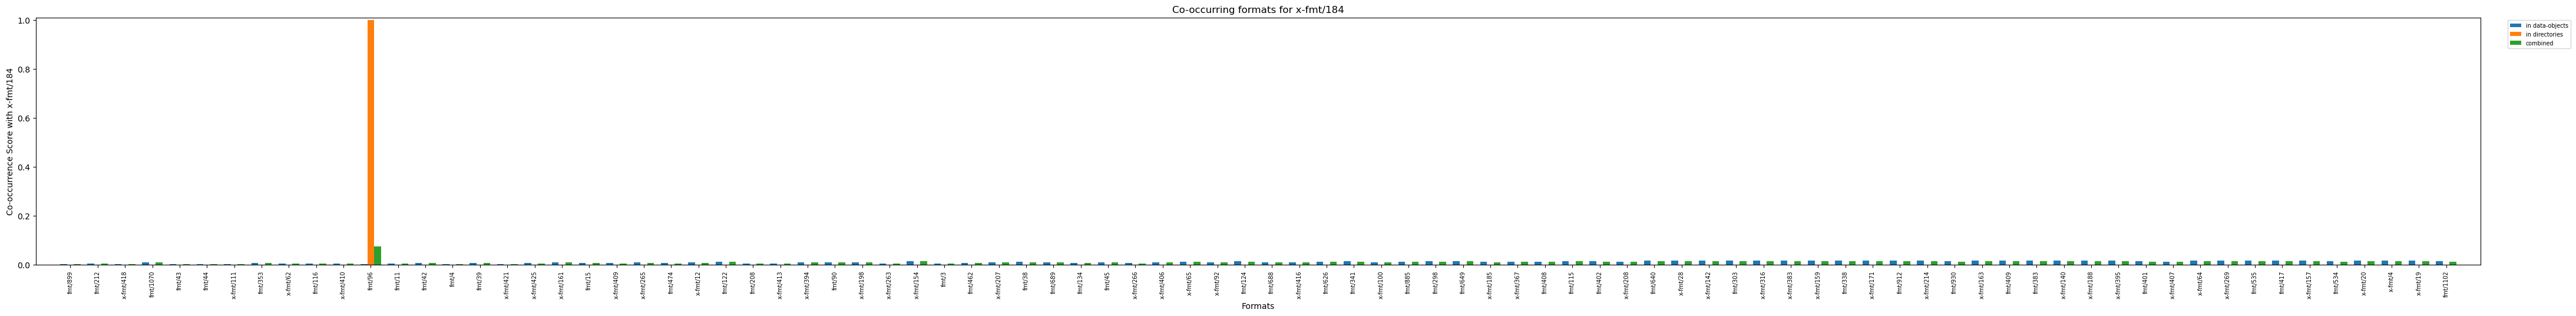 Co-occurring formats for x-fmt/184
in data-objects
in directories
combined
Co-occurrence Score with x-fmt/184
1.0
0.8
0.6
0.4
0.2
0.0
fmt/899
fmt/212
x-fmt/418
fmt/1070
fmt/43
fmt/44
x-fmt/111
fmt/353
x-fmt/62
fmt/116
x-fmt/410
fmt/96
fmt/11
fmt/42
fmt/4
fmt/39
x-fmt/421
x-fmt/425
x-fmt/161
fmt/15
x-fmt/409
x-fmt/265
fmt/474
x-fmt/12
fmt/122
fmt/208
x-fmt/413
x-fmt/394
fmt/90
x-fmt/198
x-fmt/263
x-fmt/154
fmt/3
fmt/462
x-fmt/207
fmt/38
fmt/689
fmt/134
fmt/45
x-fmt/266
x-fmt/406
x-fmt/65
x-fmt/92
fmt/124
fmt/688
x-fmt/416
fmt/626
fmt/341
x-fmt/100
fmt/885
fmt/298
fmt/649
x-fmt/185
x-fmt/367
fmt/408
fmt/115
fmt/402
x-fmt/208
fmt/640
x-fmt/28
x-fmt/142
fmt/303
x-fmt/316
x-fmt/383
x-fmt/159
fmt/338
x-fmt/171
fmt/912
x-fmt/214
fmt/930
x-fmt/163
fmt/409
fmt/383
x-fmt/140
x-fmt/188
x-fmt/395
fmt/401
x-fmt/407
x-fmt/64
x-fmt/269
fmt/535
fmt/417
x-fmt/157
fmt/534
x-fmt/20
x-fmt/4
x-fmt/19
fmt/1102
Formats